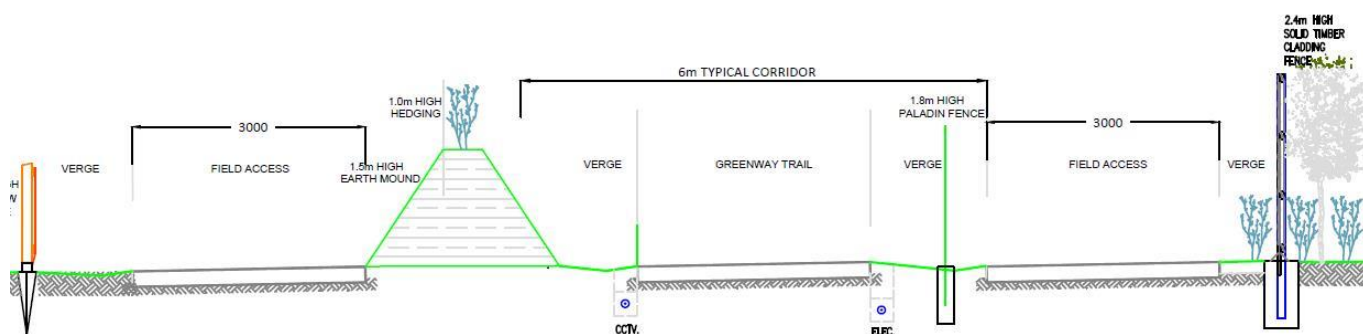 2.4m HIGH
SOLID TIMBER
CLADDING
FENCE
6m TYPICAL CORRIDOR
1.0m HIGH
HEDGING
1.8m HIGH
PALADIN FENCE
3000
3000
VERGE
FIELD ACCESS
1.5m HIGH
EARTH MOUND
VERGE
GREENWAY TRAIL
VERGE
FIELD ACCESS
VERGE
CCTV.
ELEC